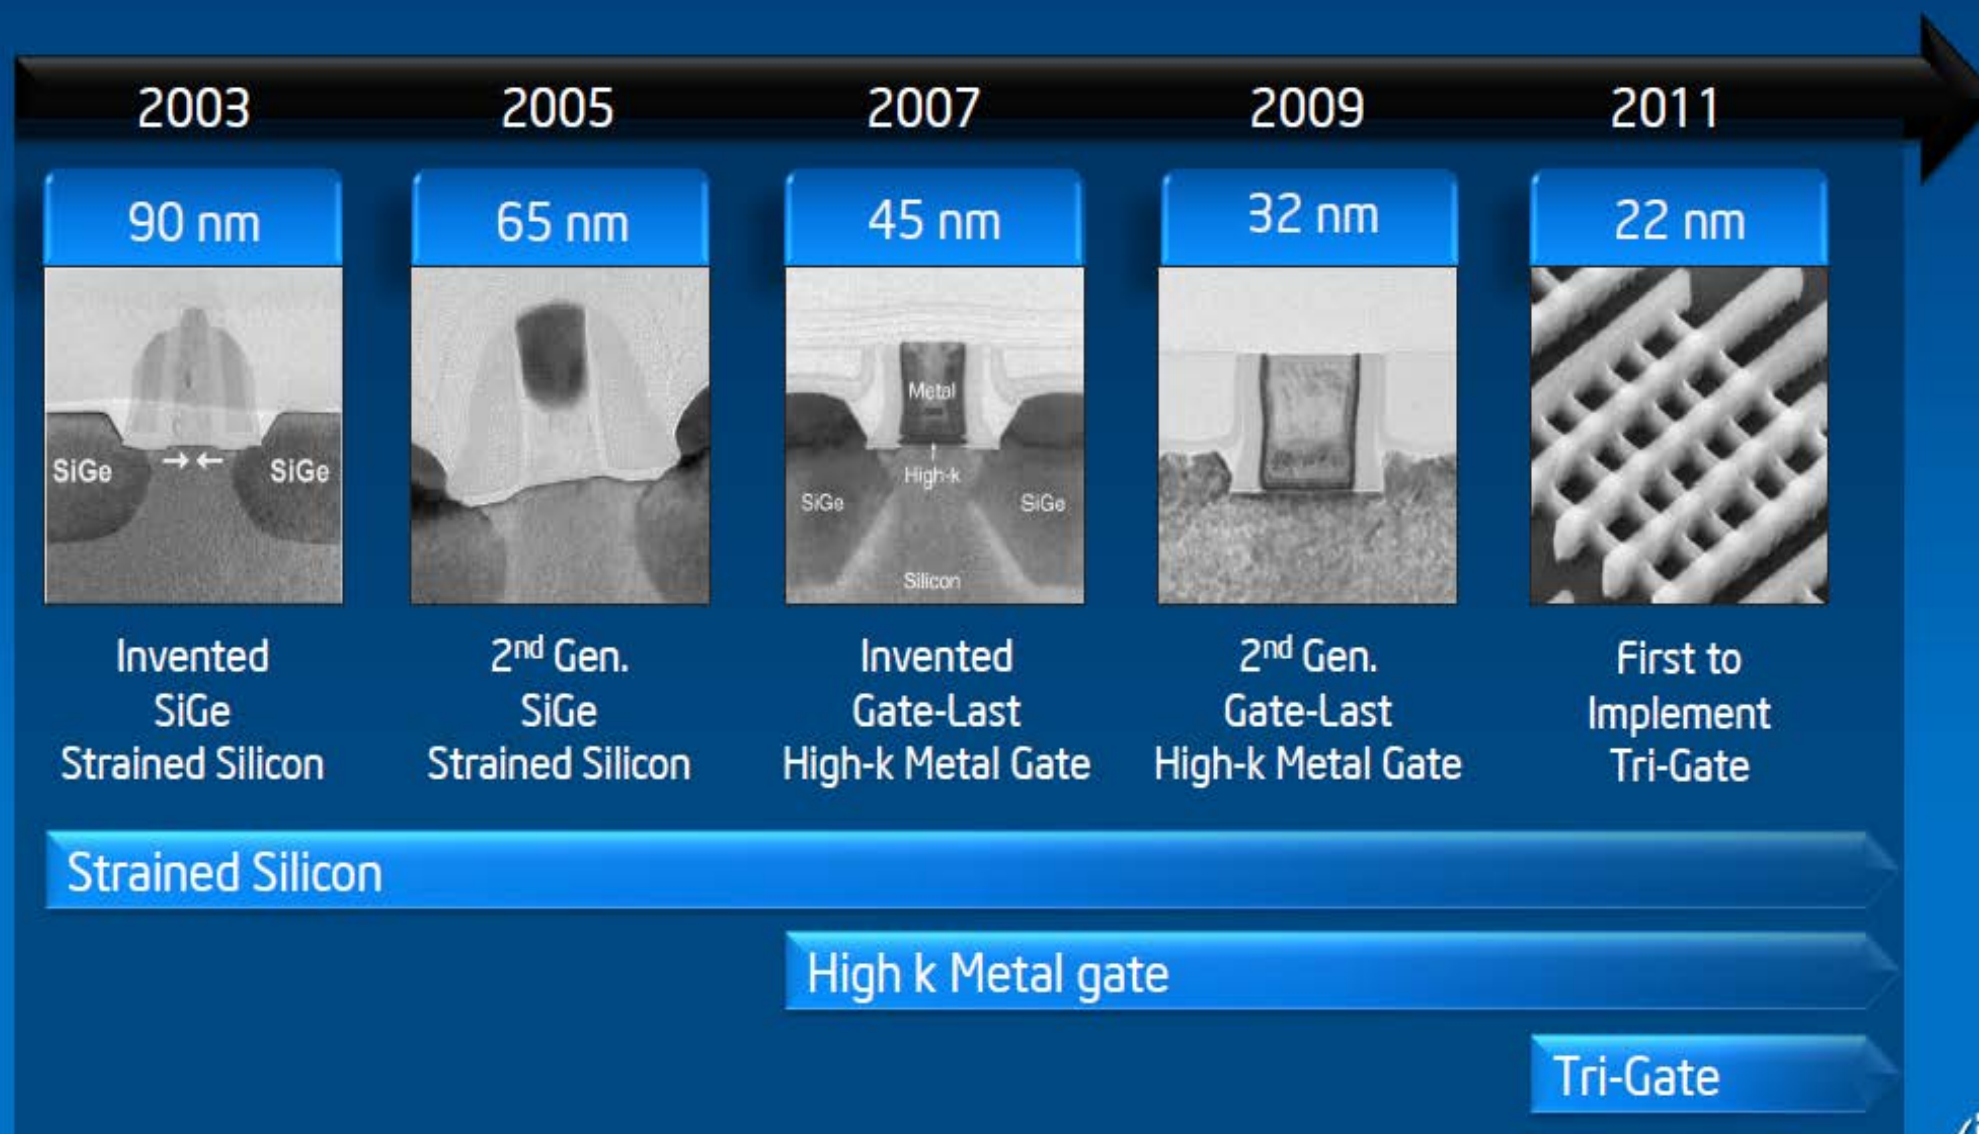 2003 2005 2007 2009 2011
90 nm 65 nm 45 nm 32 nm 22 nm
Metal
SiGe SiGe
High-k
SiGe SiGe
Silicon
Invented
SiGe
Strained Silicon
2nd Gen.
SiGe
Strained Silicon
Invented
Gate-Last
High-k Metal Gate
2nd Gen.
Gate-Last
High-k Metal Gate
First to
Implement
Tri-Gate
Strained Silicon
High k Metal gate
Tri-Gate